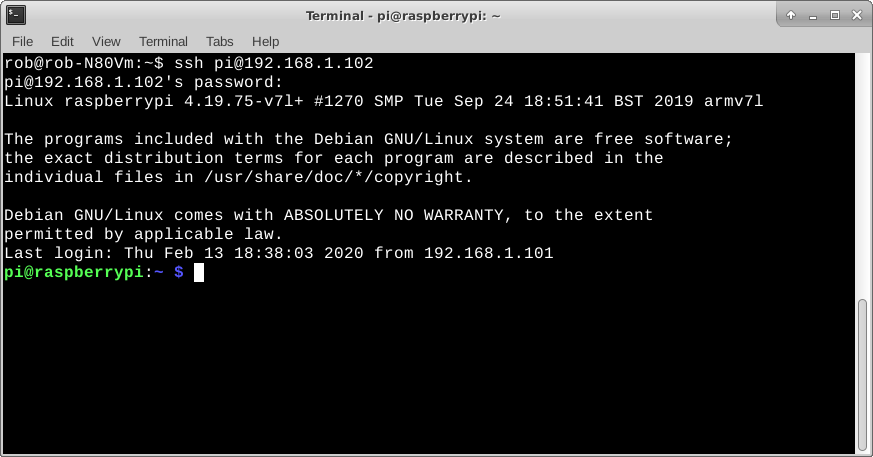 Terminal - pi@raspberrypi: ~
File Edit View Terminal Tabs Help
rob@rob-N80Vm:~$ ssh pi@192.168.1.102
pi@192.168.1.102's password:
Linux raspberrypi 4.19.75-v7l+ #1270 SMP Tue Sep 24 18:51:41 BST 2019 armv7l
The programs included with the Debian GNU/Linux system are free software;
the exact distribution terms for each program are described in the
individual files in /usr/share/doc/*/copyright.
Debian GNU/Linux comes with ABSOLUTELY NO WARRANTY, to the extent
permitted by applicable law.
Last login: Thu Feb 13 18:38:03 2020 from 192.168.1.101
pi@raspberrypi:~ $